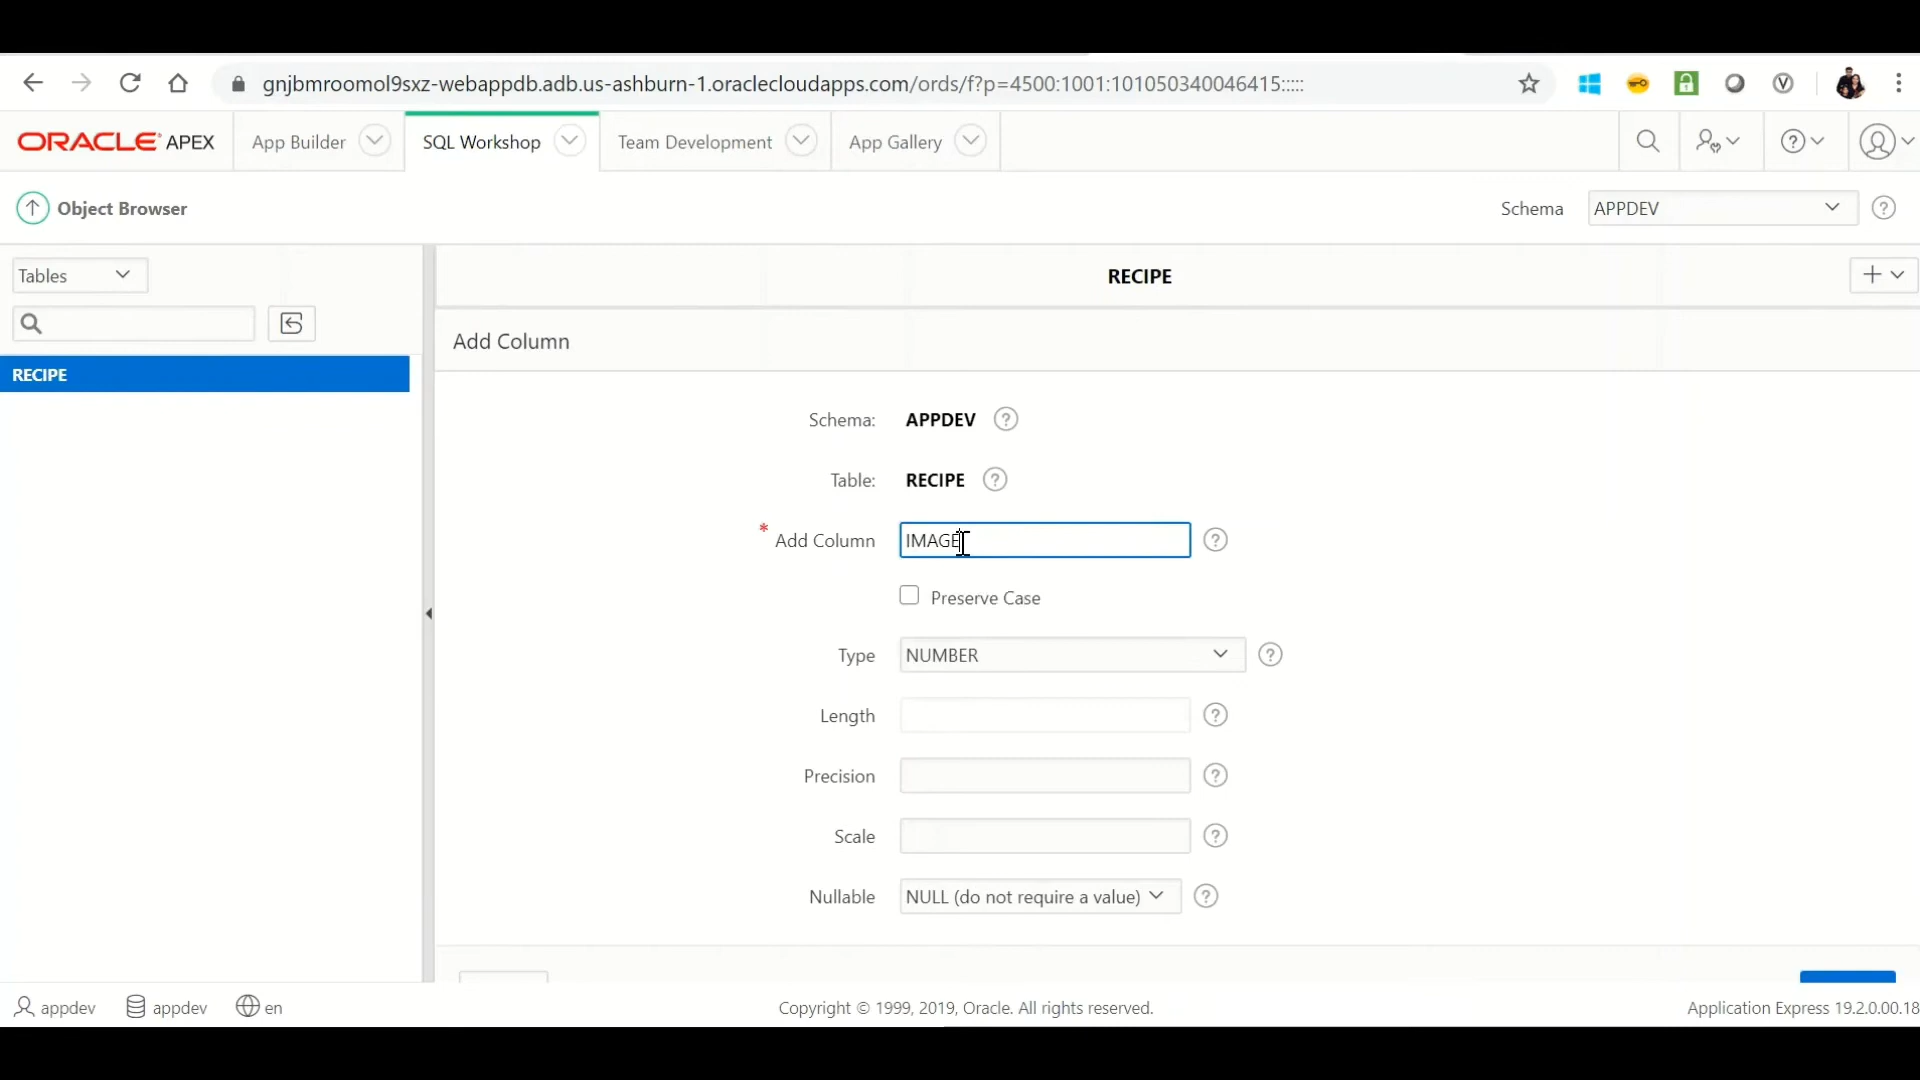 gnjbmroomol9sxz-webappdb.adb.us-ashburn-1.oraclecloudapps.com/ords/f?p=4500:1001:101050340046415:::::
ORACLE APEX App Builder SQL Workshop Team Development App Gallery
Object Browser Schema APPDEV
Tables
RECIPE
RECIPE
Add Column
Schema: APPDEV
Table: RECIPE
* Add Column IMAGE
Preserve Case
Type NUMBER
Length
Precision
Scale
Nullable NULL (do not require a value)
appdev appdev en Copyright © 1999, 2019, Oracle. All rights reserved. Application Express 19.2.0.00.18